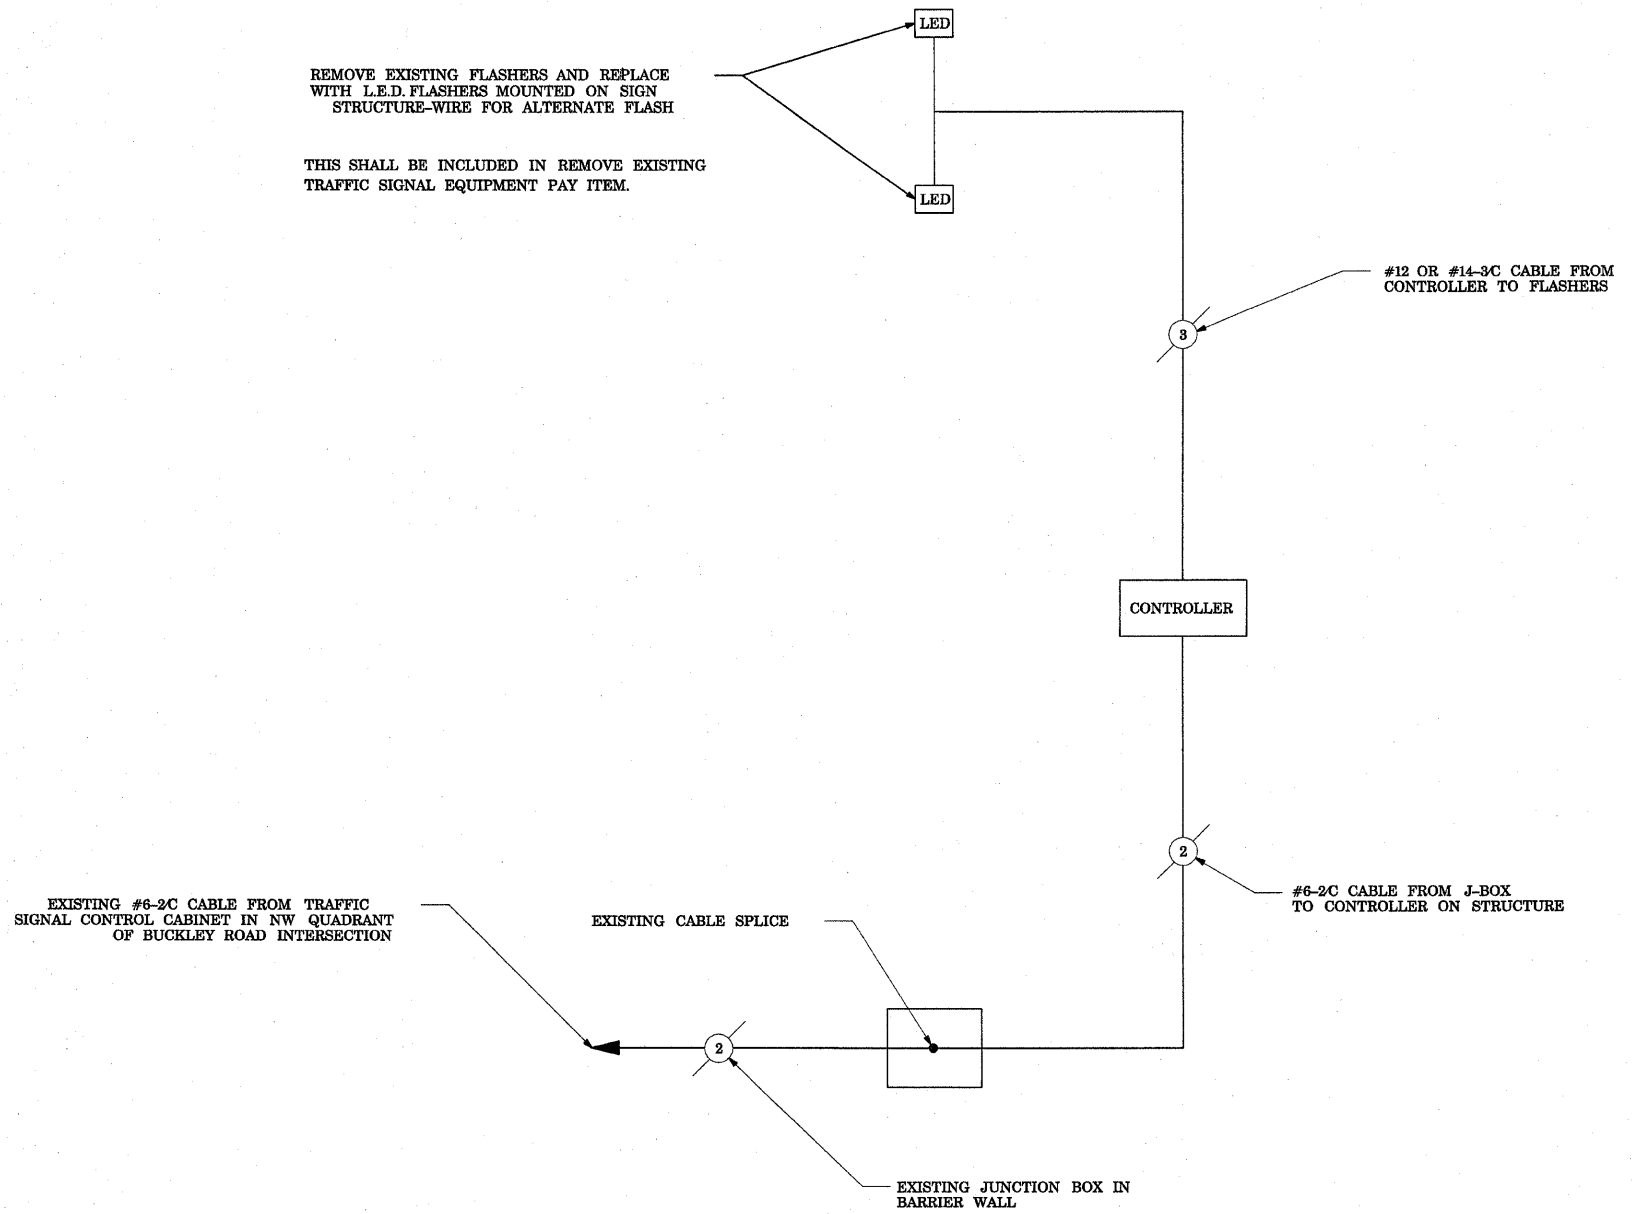 LED
REMOVE EXISTING FLASHERS AND REPLACE
WITH L.E.D. FLASHERS MOUNTED ON SIGN
STRUCTURE-WIRE FOR ALTERNATE FLASH
THIS SHALL BE INCLUDED IN REMOVE EXISTING
TRAFFIC SIGNAL EQUIPMENT PAY ITEM.
LED
#12 OR #14-3/C CABLE FROM
CONTROLLER TO FLASHERS
3
CONTROLLER
2
#6-2/C CABLE FROM J-BOX
TO CONTROLLER ON STRUCTURE
EXISTING #6-2/C CABLE FROM TRAFFIC
SIGNAL CONTROL CABINET IN NW QUADRANT
OF BUCKLEY ROAD INTERSECTION
EXISTING CABLE SPLICE
2
EXISTING JUNCTION BOX IN
BARRIER WALL